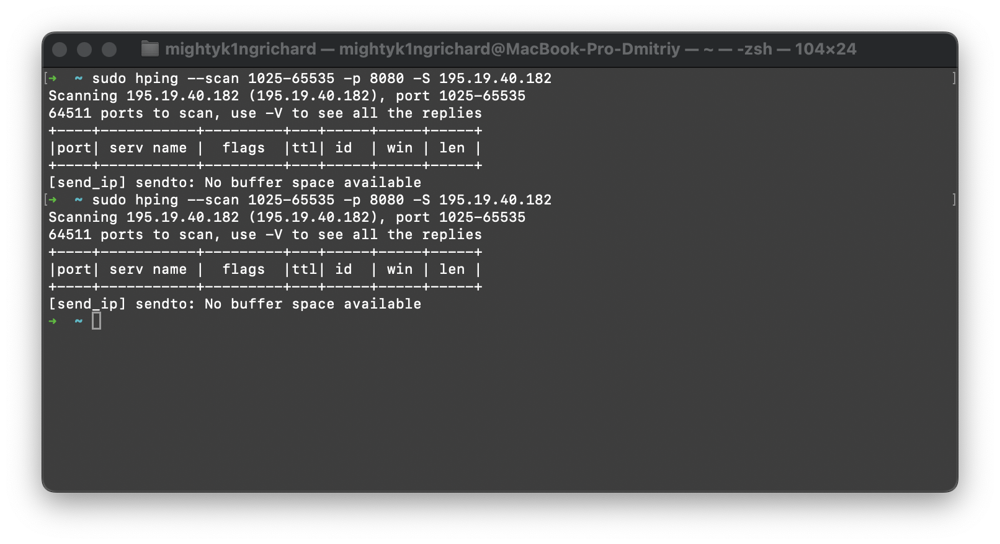 mightyk1ngrichard — mightyk1ngrichard@MacBook-Pro-Dmitriy — ~ — -zsh — 104×24
[➜  ~ sudo hping --scan 1025-65535 -p 8080 -S 195.19.40.182 ]
Scanning 195.19.40.182 (195.19.40.182), port 1025-65535
64511 ports to scan, use -V to see all the replies
+----+-----------+---------+---+-----+-----+-----+
|port| serv name |  flags  |ttl| id  | win | len |
+----+-----------+---------+---+-----+-----+-----+
[send_ip] sendto: No buffer space available
[➜  ~ sudo hping --scan 1025-65535 -p 8080 -S 195.19.40.182 ]
Scanning 195.19.40.182 (195.19.40.182), port 1025-65535
64511 ports to scan, use -V to see all the replies
+----+-----------+---------+---+-----+-----+-----+
|port| serv name |  flags  |ttl| id  | win | len |
+----+-----------+---------+---+-----+-----+-----+
[send_ip] sendto: No buffer space available
➜  ~